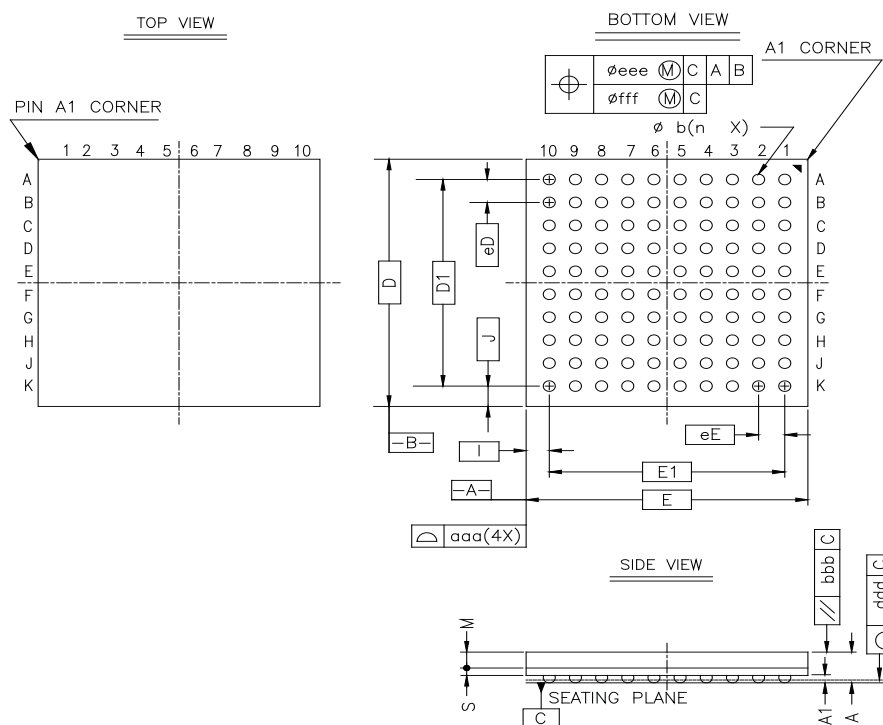 TOP VIEW
BOTTOM VIEW
A1 CORNER
PIN A1 CORNER
øeee Ⓜ C A B
øfff Ⓜ C
ø b(n X)
1 2 3 4 5 6 7 8 9 10
10 9 8 7 6 5 4 3 2 1
A A A
B B B
C C C
D D D
E E E
F F F
G G G
H H H
J J J
K K K
eD
D
D1
J
-B-
eE
I
E1
-A-
E
aaa(4X)
SIDE VIEW
// bbb C
ddd C
M
S
SEATING PLANE
C
A1
A